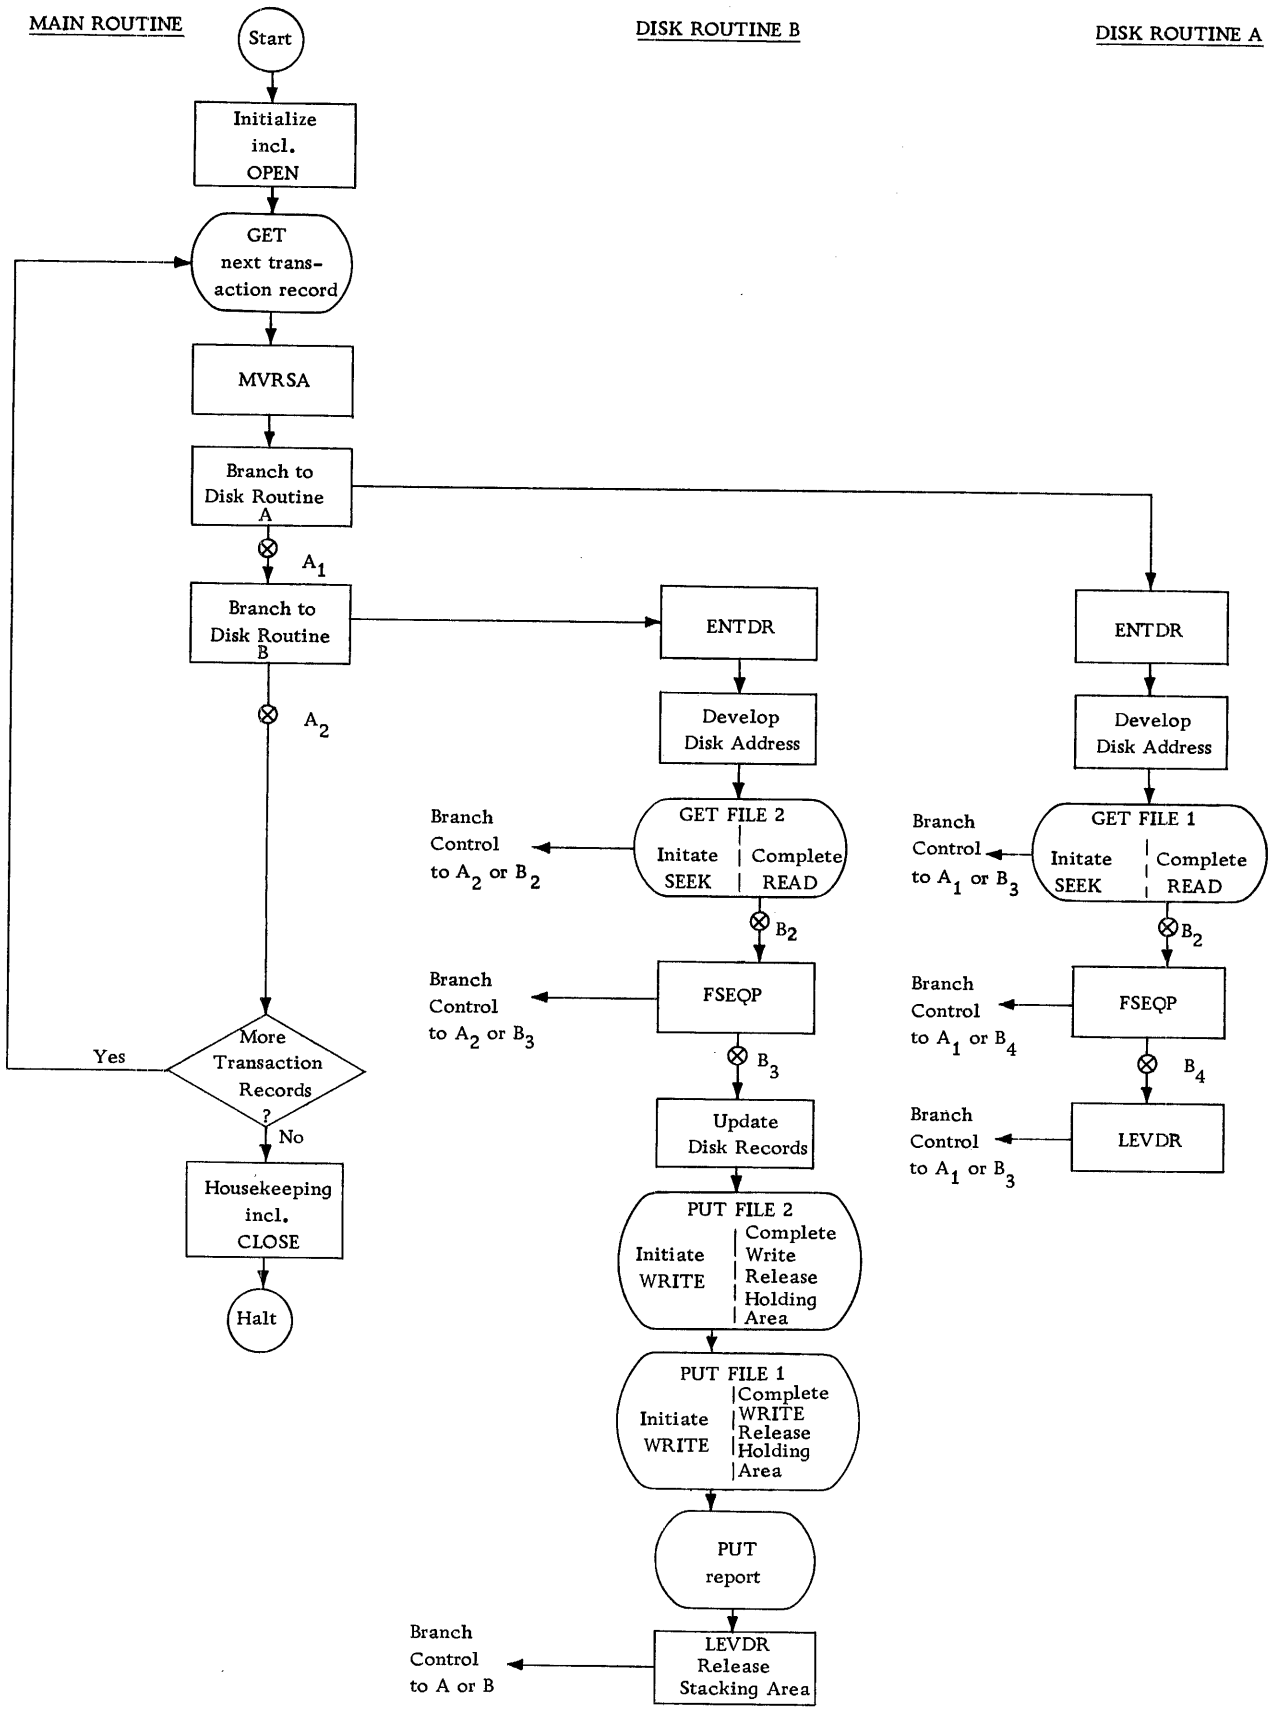 MAIN ROUTINE
Start
Initialize
incl.
OPEN
GET
next trans-
action record
MVRSA
Branch to
Disk Routine
A
A1
Branch to
Disk Routine
B
A2
More
Transaction
Records
?
Yes
No
Housekeeping
incl.
CLOSE
Halt
DISK ROUTINE B
ENTDR
Develop
Disk Address
GET FILE 2
Initate
SEEK
Complete
READ
Branch
Control
to A2 or B2
B2
FSEQP
Branch
Control
to A2 or B3
B3
Update
Disk Records
PUT FILE 2
Initiate
WRITE
Complete
Write
Release
Holding
Area
PUT FILE 1
Initiate
WRITE
Complete
WRITE
Release
Holding
Area
PUT
report
LEVDR
Release
Stacking Area
Branch
Control
to A or B
DISK ROUTINE A
ENTDR
Develop
Disk Address
GET FILE 1
Initate
SEEK
Complete
READ
Branch
Control
to A1 or B3
B2
FSEQP
Branch
Control
to A1 or B4
B4
LEVDR
Branch
Control
to A1 or B3